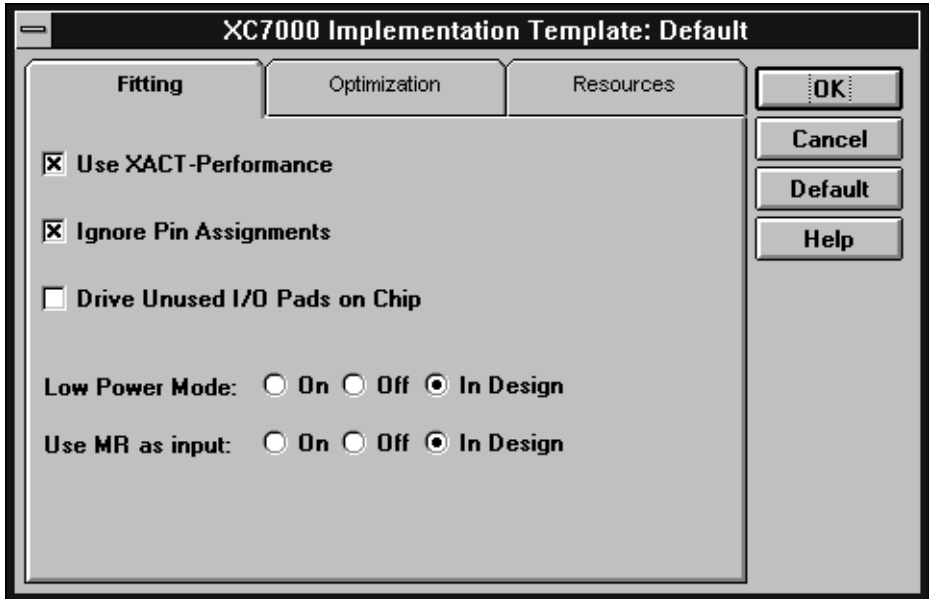 XC7000 Implementation Template: Default
Fitting
Optimization
Resources
OK
Cancel
Default
Help
Use XACT-Performance
Ignore Pin Assignments
Drive Unused I/O Pads on Chip
Low Power Mode: On Off In Design
Use MR as input: On Off In Design